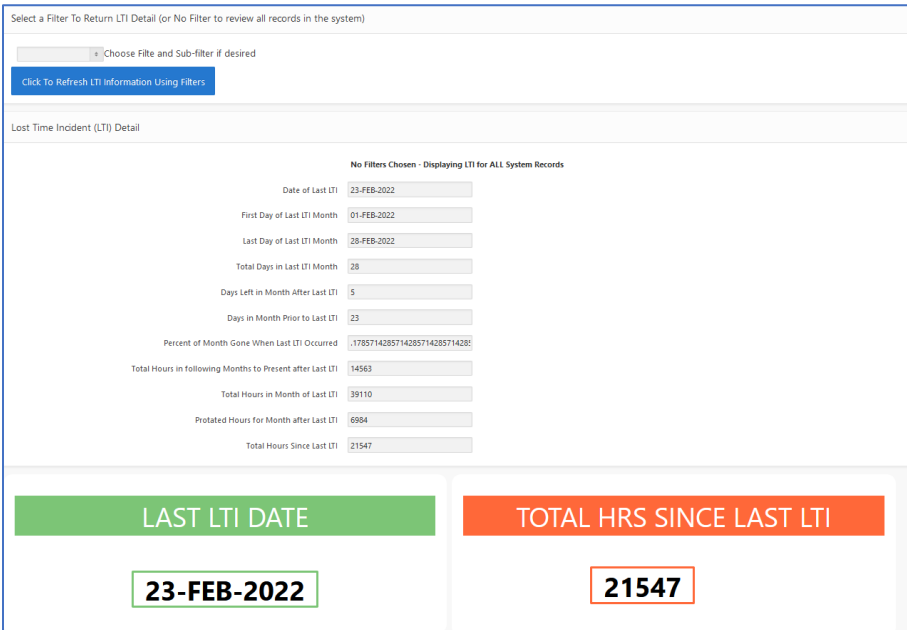 Select a Filter To Return LTI Detail (or No Filter to review all records in the system)
Choose Filte and Sub-filter if desired
Click To Refresh LTI Information Using Filters
Lost Time Incident (LTI) Detail
No Filters Chosen - Displaying LTI for ALL System Records
Date of Last LTI 23-FEB-2022
First Day of Last LTI Month 01-FEB-2022
Last Day of Last LTI Month 28-FEB-2022
Total Days in Last LTI Month 28
Days Left in Month After Last LTI 5
Days in Month Prior to Last LTI 23
Percent of Month Gone When Last LTI Occurred .1785714285714285714285714285
Total Hours in following Months to Present after Last LTI 14563
Total Hours in Month of Last LTI 39110
Protated Hours for Month after Last LTI 6984
Total Hours Since Last LTI 21547
LAST LTI DATE TOTAL HRS SINCE LAST LTI
23-FEB-2022 21547